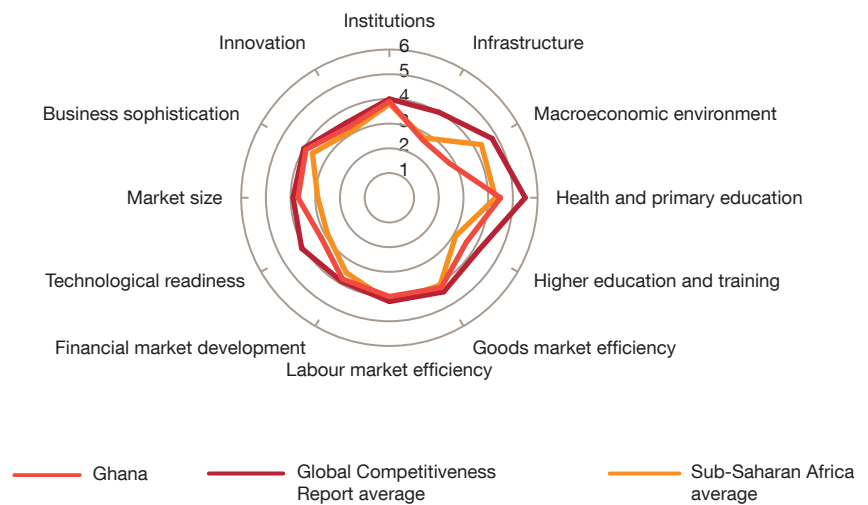 Institutions
Innovation
Infrastructure
6
5
4
3
2
1
Business sophistication
Macroeconomic environment
Market size
Health and primary education
Technological readiness
Higher education and training
Financial market development
Goods market efficiency
Labour market efficiency
Ghana
Global Competitiveness
Report average
Sub-Saharan Africa
average